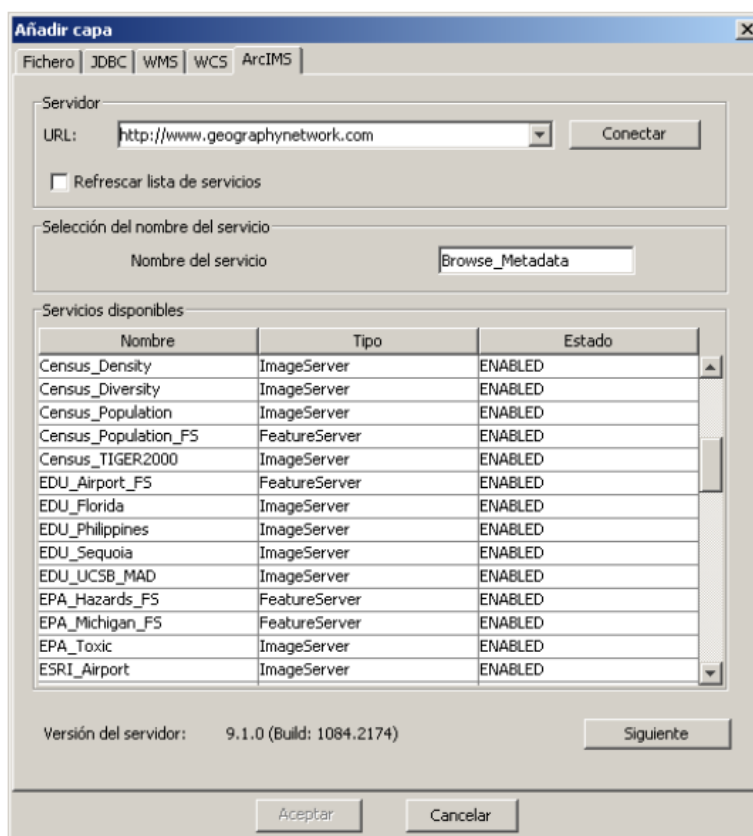 Añadir capa
Fichero JDBC WMS WCS ArcIMS
Servidor
URL: http://www.geographynetwork.com Conectar
Refrescar lista de servicios
Selección del nombre del servicio
Nombre del servicio Browse_Metadata
Servicios disponibles
Nombre Tipo Estado
Census_Density ImageServer ENABLED
Census_Diversity ImageServer ENABLED
Census_Population ImageServer ENABLED
Census_Population_FS FeatureServer ENABLED
Census_TIGER2000 ImageServer ENABLED
EDU_Airport_FS FeatureServer ENABLED
EDU_Florida ImageServer ENABLED
EDU_Philippines ImageServer ENABLED
EDU_Sequoia ImageServer ENABLED
EDU_UCSB_MAD ImageServer ENABLED
EPA_Hazards_FS FeatureServer ENABLED
EPA_Michigan_FS FeatureServer ENABLED
EPA_Toxic ImageServer ENABLED
ESRI_Airport ImageServer ENABLED
Versión del servidor: 9.1.0 (Build: 1084.2174) Siguiente
Aceptar Cancelar